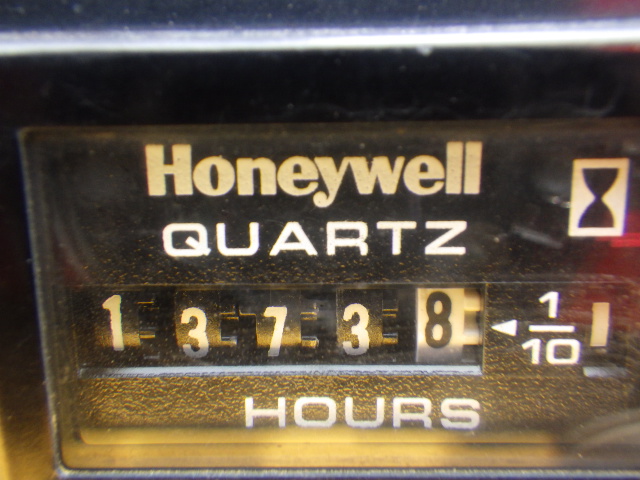 Honeywell
QUARTZ
1 3 7 3 8 ◄ 1/10
HOURS